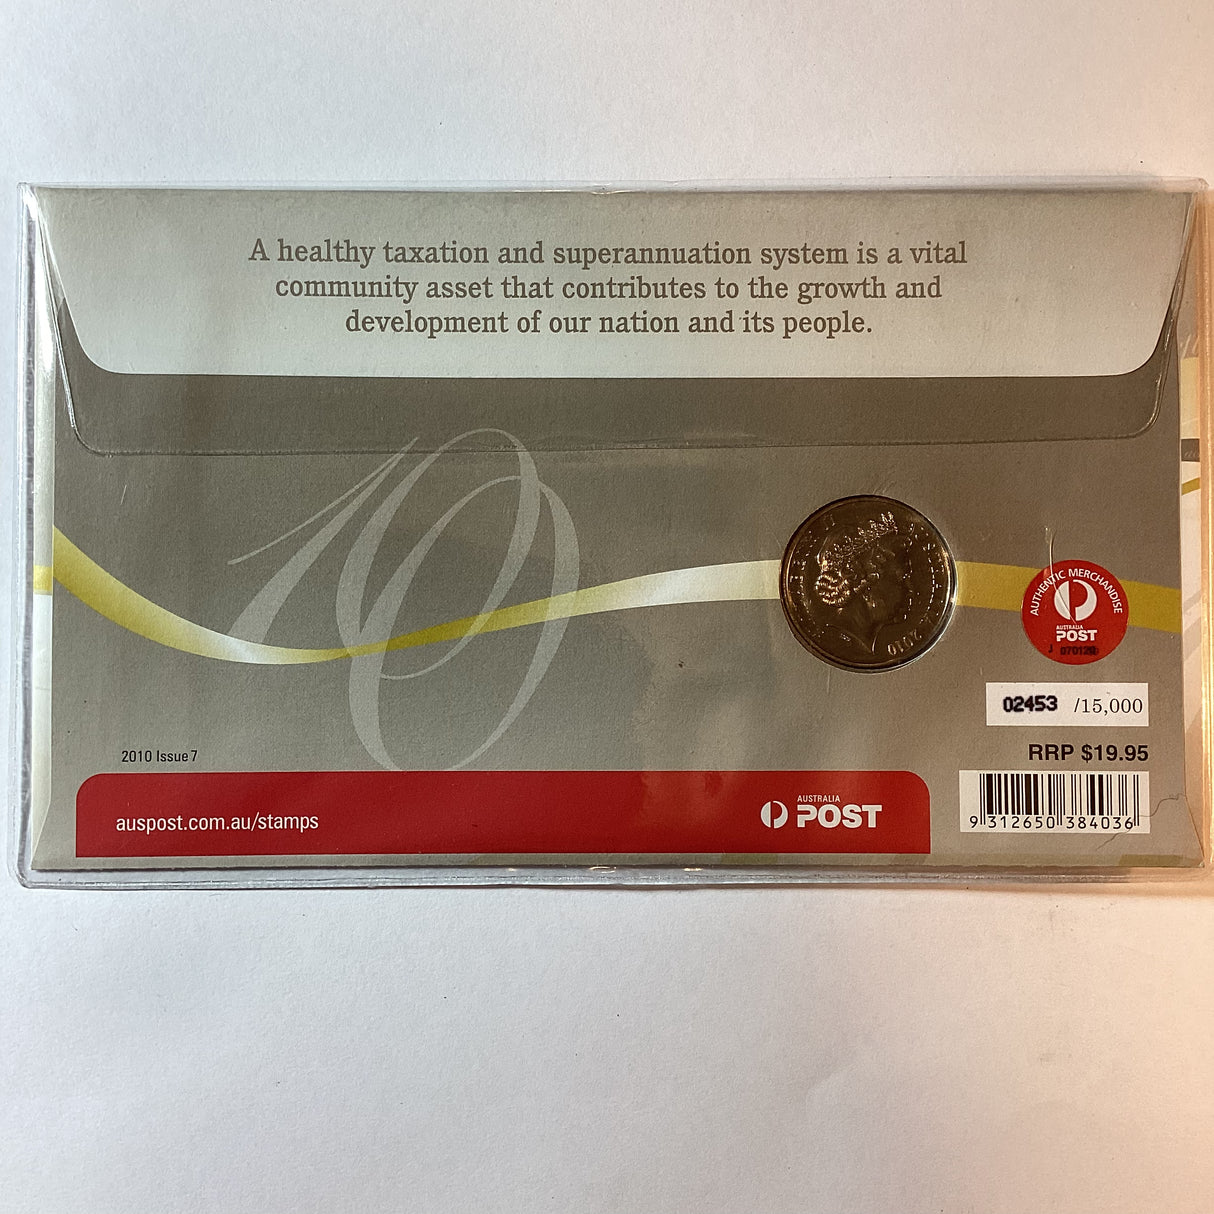 A healthy taxation and superannuation system is a vital
community asset that contributes to the growth and
development of our nation and its people.
10
2010
AUTHENTIC MERCHANDISE
AUSTRALIA
POST
02453 /15,000
2010 Issue 7
RRP $19.95
auspost.com.au/stamps
AUSTRALIA
POST
9 312650 384036